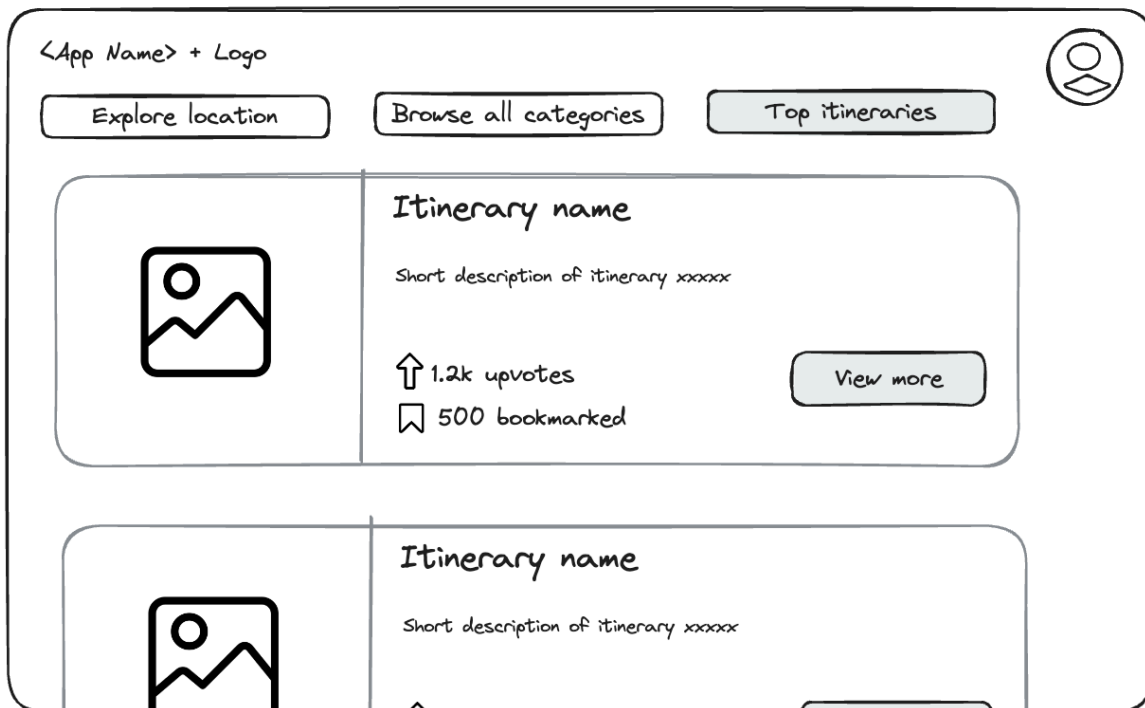 <App Name> + Logo
Explore location
Browse all categories
Top itineraries
Itinerary name
Short description of itinerary xxxxx
1.2k upvotes
500 bookmarked
View more
Itinerary name
Short description of itinerary xxxxx